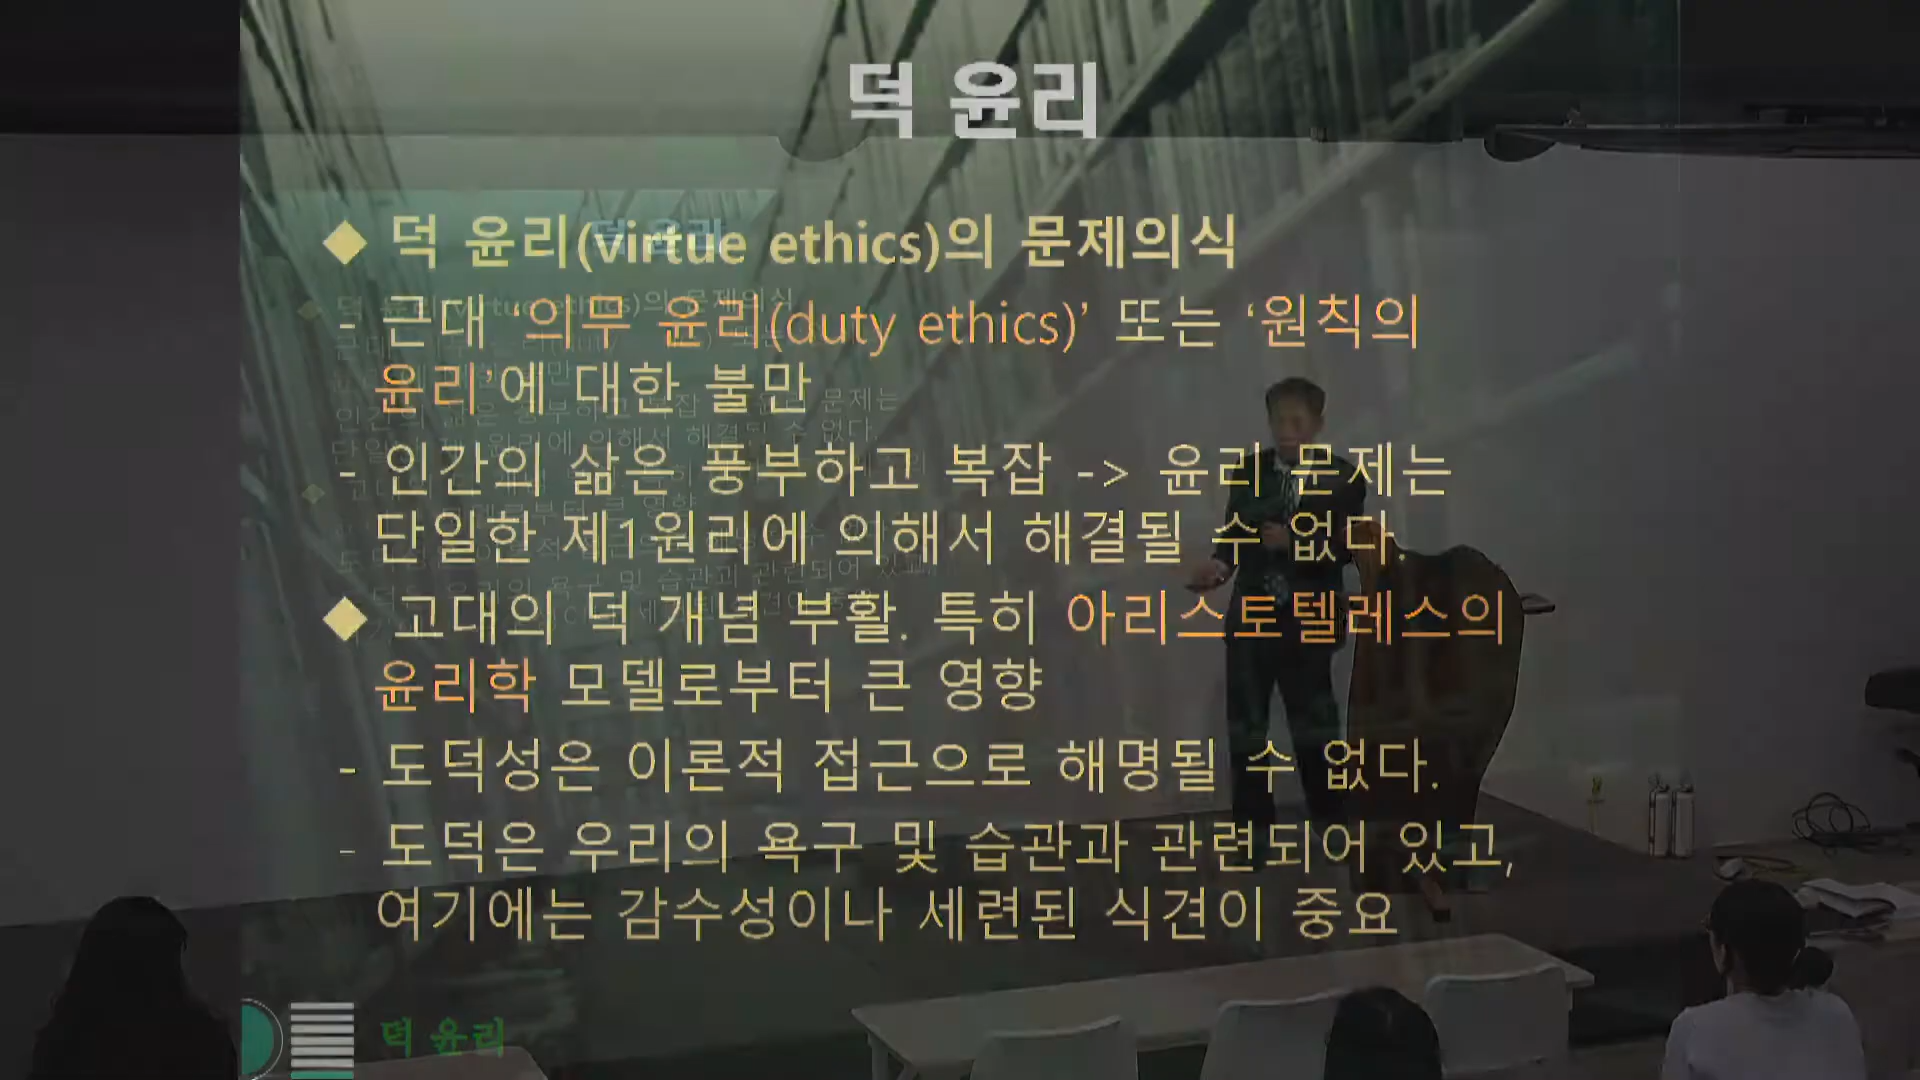 덕 윤리
◆ 덕 윤리(virtue ethics)의 문제의식
- 근대 ‘의무 윤리(duty ethics)’ 또는 ‘원칙의
윤리’에 대한 불만
- 인간의 삶은 풍부하고 복잡 -> 윤리 문제는
단일한 제1원리에 의해서 해결될 수 없다.
◆ 고대의 덕 개념 부활. 특히 아리스토텔레스의
윤리학 모델로부터 큰 영향
- 도덕성은 이론적 접근으로 해명될 수 없다.
- 도덕은 우리의 욕구 및 습관과 관련되어 있고,
여기에는 감수성이나 세련된 식견이 중요
덕 윤리